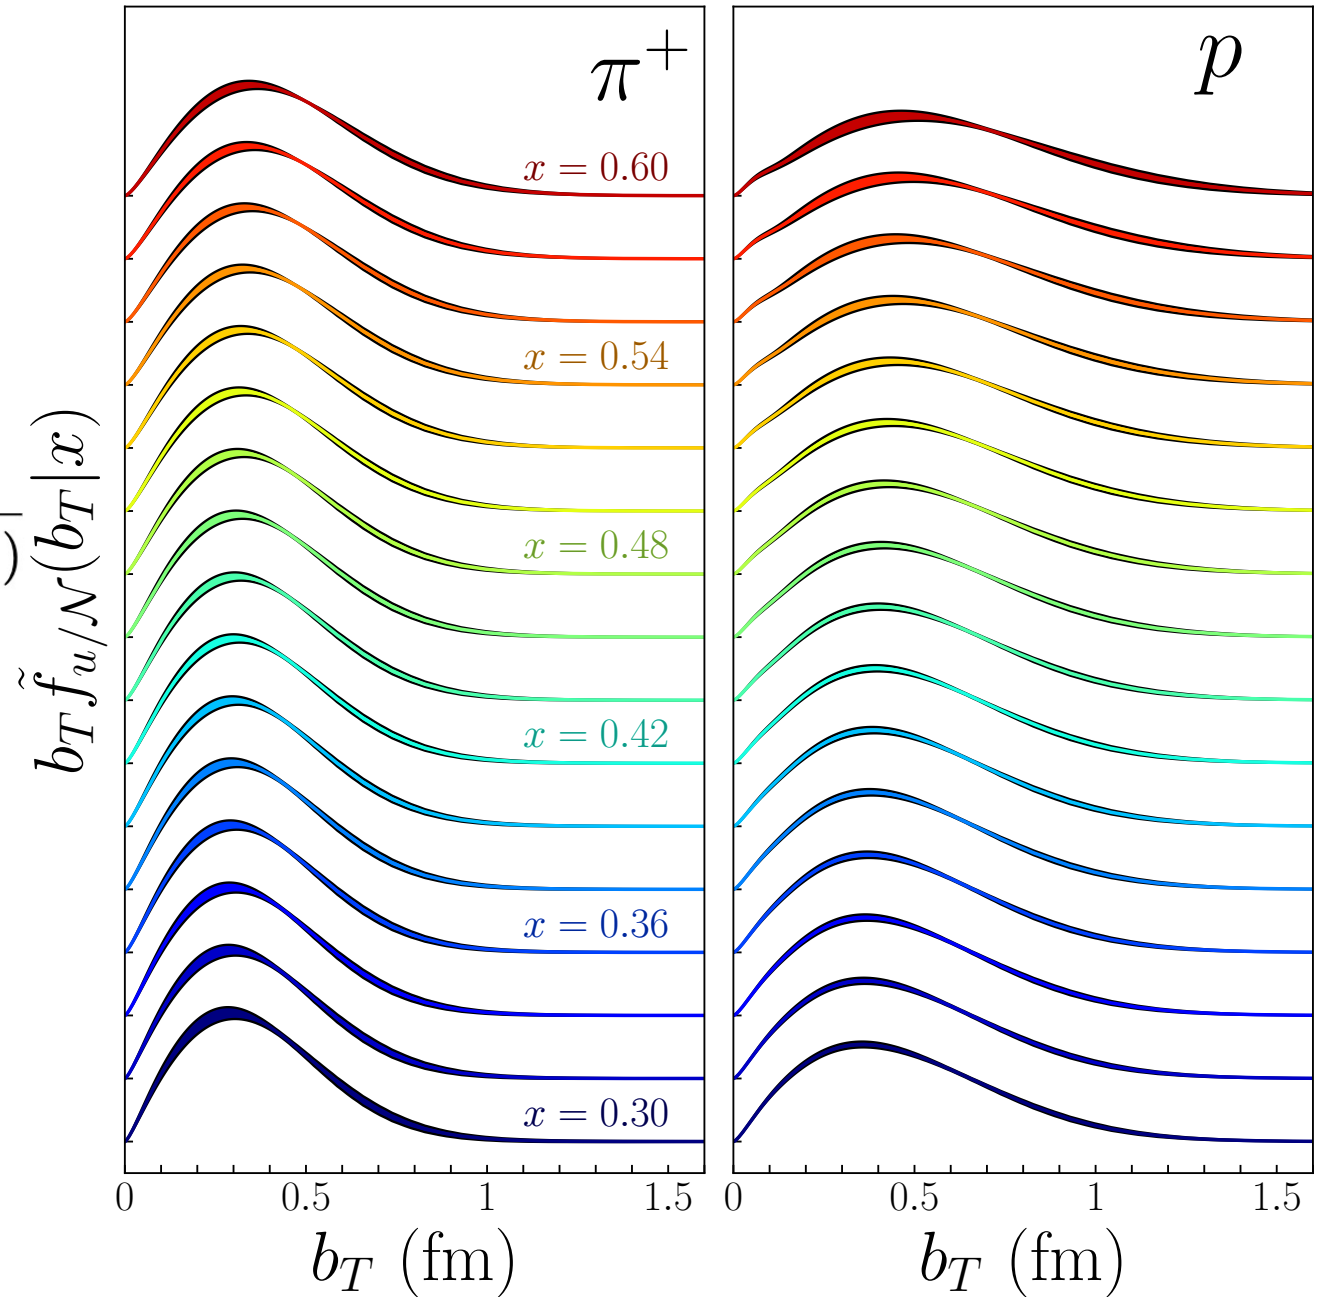 π⁺
p
x = 0.60
x = 0.54
x = 0.48
x = 0.42
x = 0.36
x = 0.30
)
b_T f̃_{u/𝒩}(b_T|x)
0 0.5 1 1.5
0 0.5 1 1.5
b_T (fm)
b_T (fm)